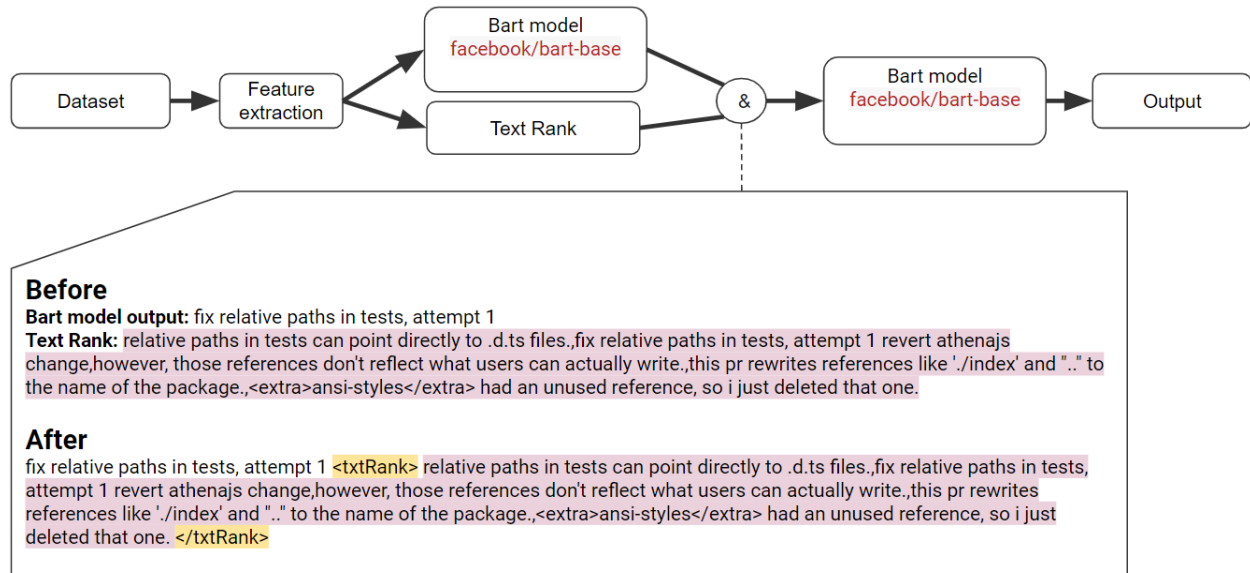 Bart model
facebook/bart-base
Dataset
Feature
extraction
Text Rank
&
Bart model
facebook/bart-base
Output
Before
Bart model output: fix relative paths in tests, attempt 1
Text Rank: relative paths in tests can point directly to .d.ts files.,fix relative paths in tests, attempt 1 revert athenajs
change,however, those references don't reflect what users can actually write.,this pr rewrites references like './index' and ".." to
the name of the package.,<extra>ansi-styles</extra> had an unused reference, so i just deleted that one.
After
fix relative paths in tests, attempt 1 <txtRank> relative paths in tests can point directly to .d.ts files.,fix relative paths in tests,
attempt 1 revert athenajs change,however, those references don't reflect what users can actually write.,this pr rewrites
references like './index' and ".." to the name of the package.,<extra>ansi-styles</extra> had an unused reference, so i just
deleted that one. </txtRank>